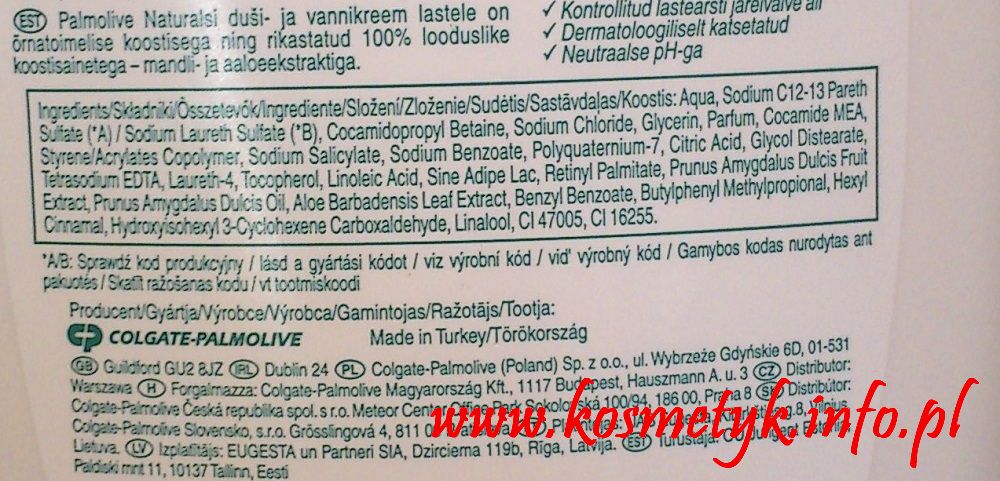 EST Palmolive Naturalsi duši- ja vannikreem lastele on
õrnatoimelise koostisega ning rikastatud 100% looduslike
koostisainetega – mandli- ja aaloeekstraktiga.
✓ Kontrollitud lastearsti järelvalve all
✓ Dermatoloogiliselt katsetatud
✓ Neutraalse pH-ga
Ingredients/Składniki/Összetevők/Ingrediente/Složení/Zloženie/Sudėtis/Sastāvdaļas/Koostis: Aqua, Sodium C12-13 Pareth
Sulfate (*A) / Sodium Laureth Sulfate (*B), Cocamidopropyl Betaine, Sodium Chloride, Glycerin, Parfum, Cocamide MEA,
Styrene/Acrylates Copolymer, Sodium Salicylate, Sodium Benzoate, Polyquaternium-7, Citric Acid, Glycol Distearate,
Tetrasodium EDTA, Laureth-4, Tocopherol, Linoleic Acid, Sine Adipe Lac, Retinyl Palmitate, Prunus Amygdalus Dulcis Fruit
Extract, Prunus Amygdalus Dulcis Oil, Aloe Barbadensis Leaf Extract, Benzyl Benzoate, Butylphenyl Methylpropional, Hexyl
Cinnamal, Hydroxyisohexyl 3-Cyclohexene Carboxaldehyde, Linalool, CI 47005, CI 16255.
*A/B: Sprawdź kod produkcyjny / lásd a gyártási kódot / viz výrobní kód / vid' výrobný kód / Gamybos kodas nurodytas ant
pakuotės / Skatīt ražošanas kodu / vt tootmiskoodi
Producent/Gyártja/Výrobce/Výrobca/Gamintojas/Ražotājs/Tootja:
COLGATE-PALMOLIVE Made in Turkey/Törökország
GB Guildford GU2 8JZ IRL Dublin 24 PL Colgate-Palmolive (Poland) Sp. z o.o., ul. Wybrzeże Gdyńskie 6D, 01-531
Warszawa H Forgalmazza: Colgate-Palmolive Magyarország Kft., 1117 Budapest, Hauszmann A. u. 3 CZ Distributor:
Colgate-Palmolive Česká republika spol. s r.o. Meteor Center Office Park Sokolovská 100/94, 186 00, Praha 8 SK Distribútor:
Colgate-Palmolive Slovensko, s.r.o. Grösslingová 4, 811 0 Vilnius,
Lietuva. LV Izplatītājs: EUGESTA un Partneri SIA, Dzirciema 119b, Rīga, Latvija. EST Turustaja: Estonia,
Paldiski mnt 11, 10137 Tallinn, Eesti
www.kosmetyk.info.pl